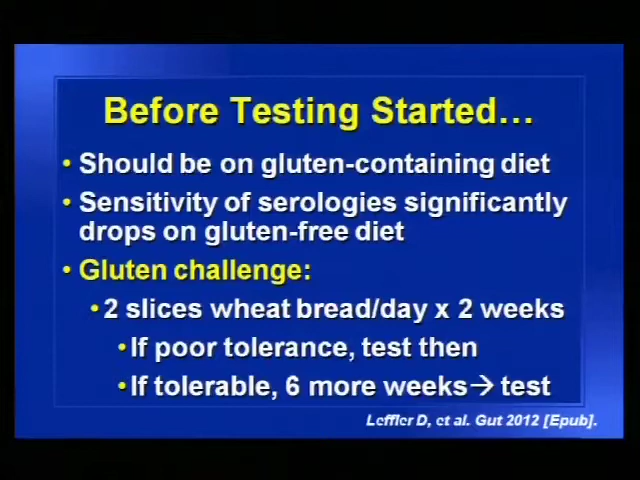 Before Testing Started…
• Should be on gluten-containing diet
• Sensitivity of serologies significantly
drops on gluten-free diet
• Gluten challenge:
• 2 slices wheat bread/day x 2 weeks
• If poor tolerance, test then
• If tolerable, 6 more weeks→ test
Leffler D, et al. Gut 2012 [Epub].